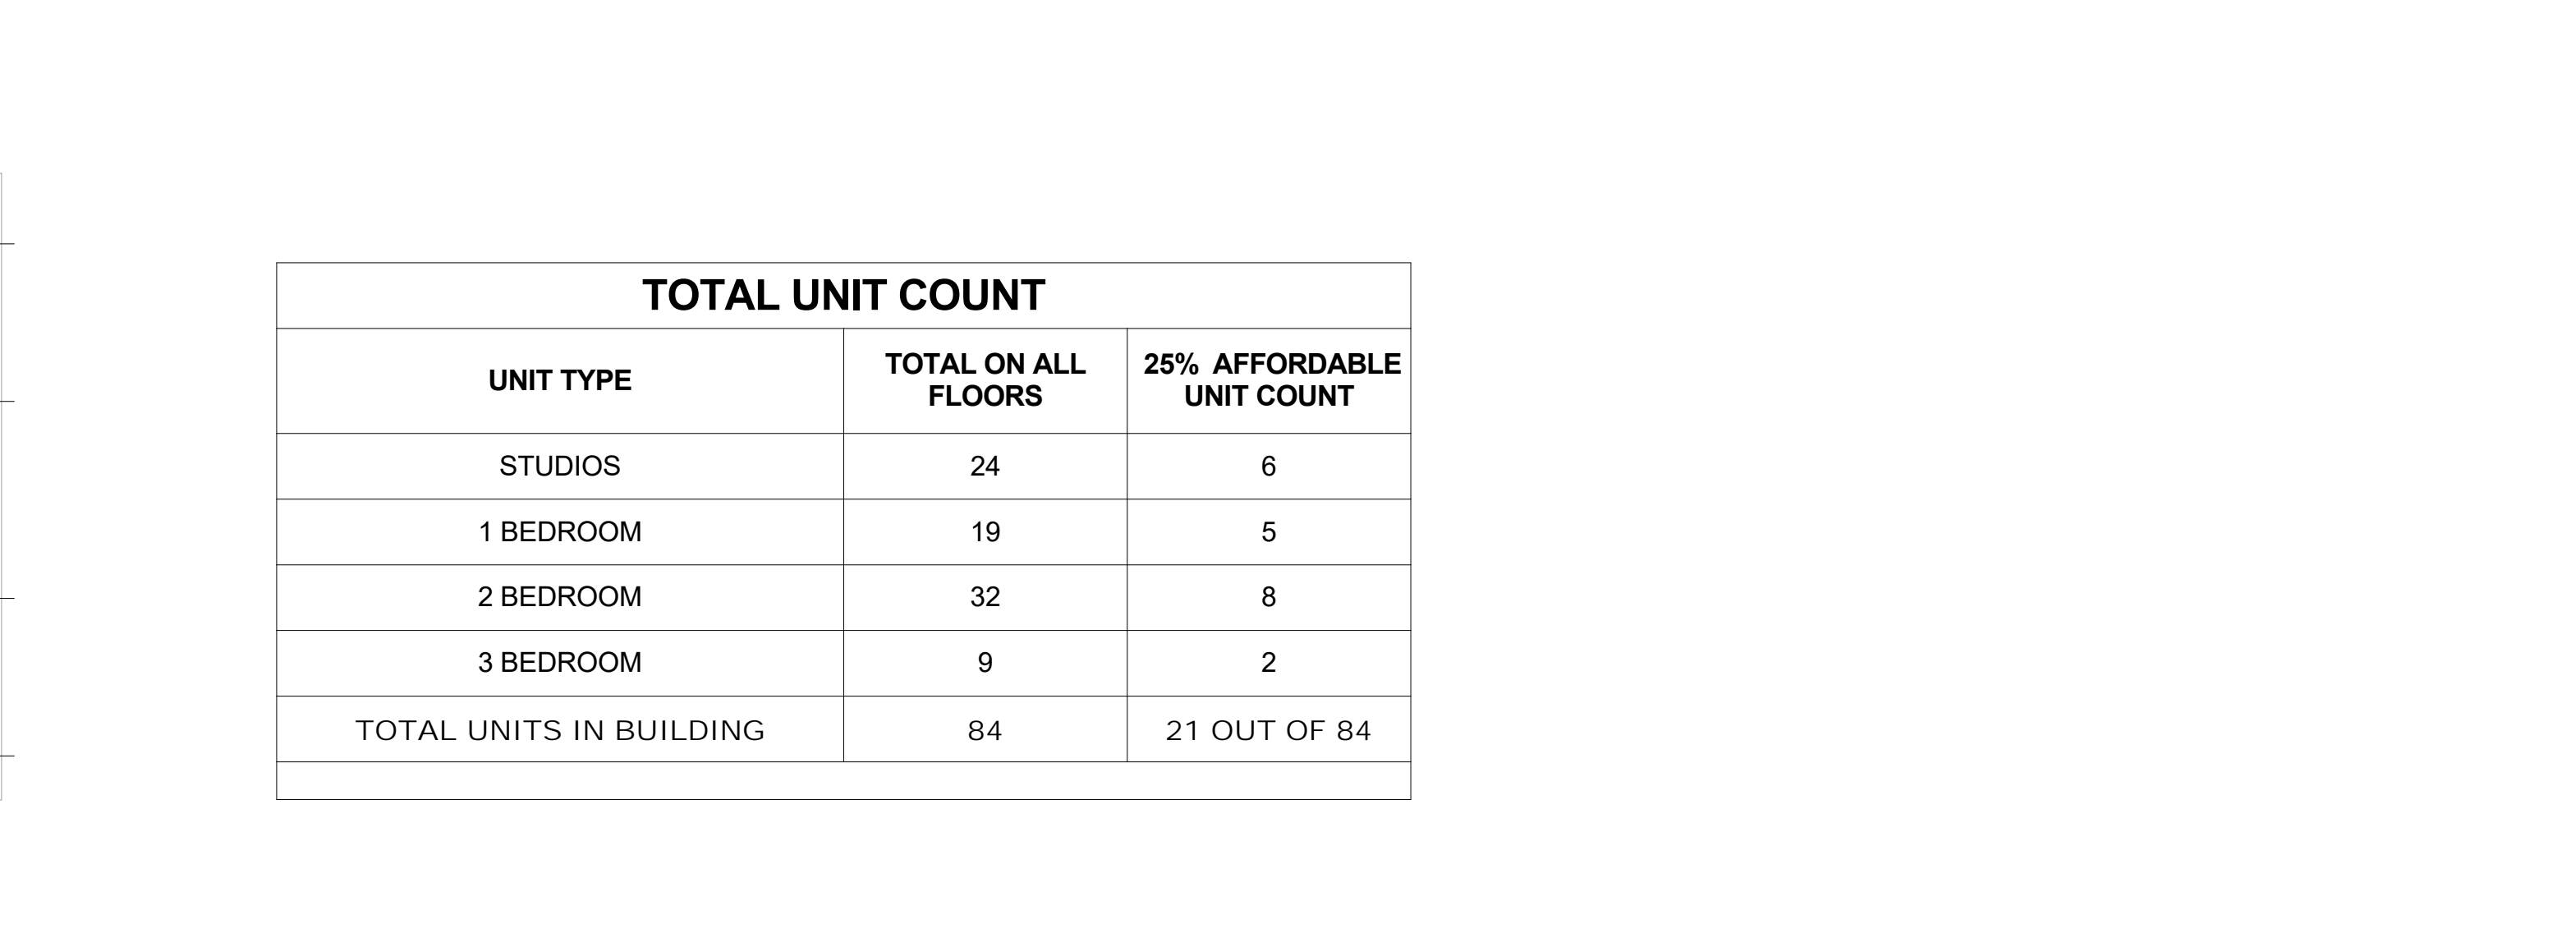 TOTAL UNIT COUNT
UNIT TYPE
TOTAL ON ALL
FLOORS
25% AFFORDABLE
UNIT COUNT
STUDIOS 24 6
1 BEDROOM 19 5
2 BEDROOM 32 8
3 BEDROOM 9 2
TOTAL UNITS IN BUILDING 84 21 OUT OF 84